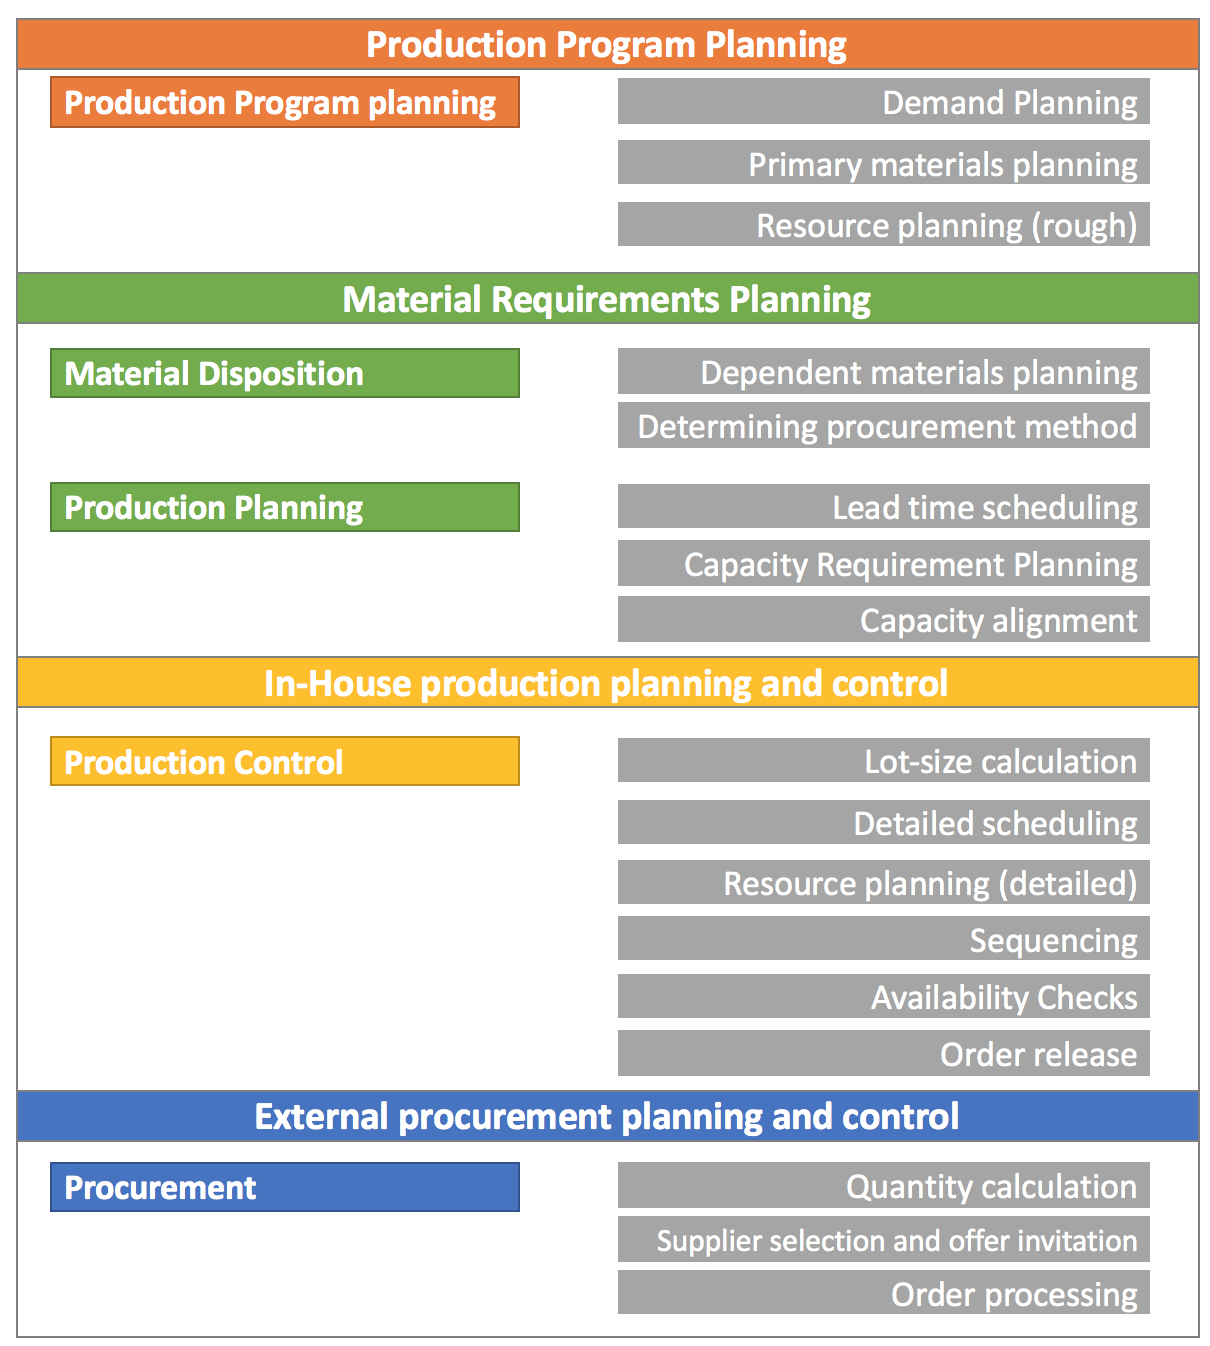 Production Program Planning
Production Program planning
Demand Planning
Primary materials planning
Resource planning (rough)
Material Requirements Planning
Material Disposition
Dependent materials planning
Determining procurement method
Production Planning
Lead time scheduling
Capacity Requirement Planning
Capacity alignment
In-House production planning and control
Production Control
Lot-size calculation
Detailed scheduling
Resource planning (detailed)
Sequencing
Availability Checks
Order release
External procurement planning and control
Procurement
Quantity calculation
Supplier selection and offer invitation
Order processing